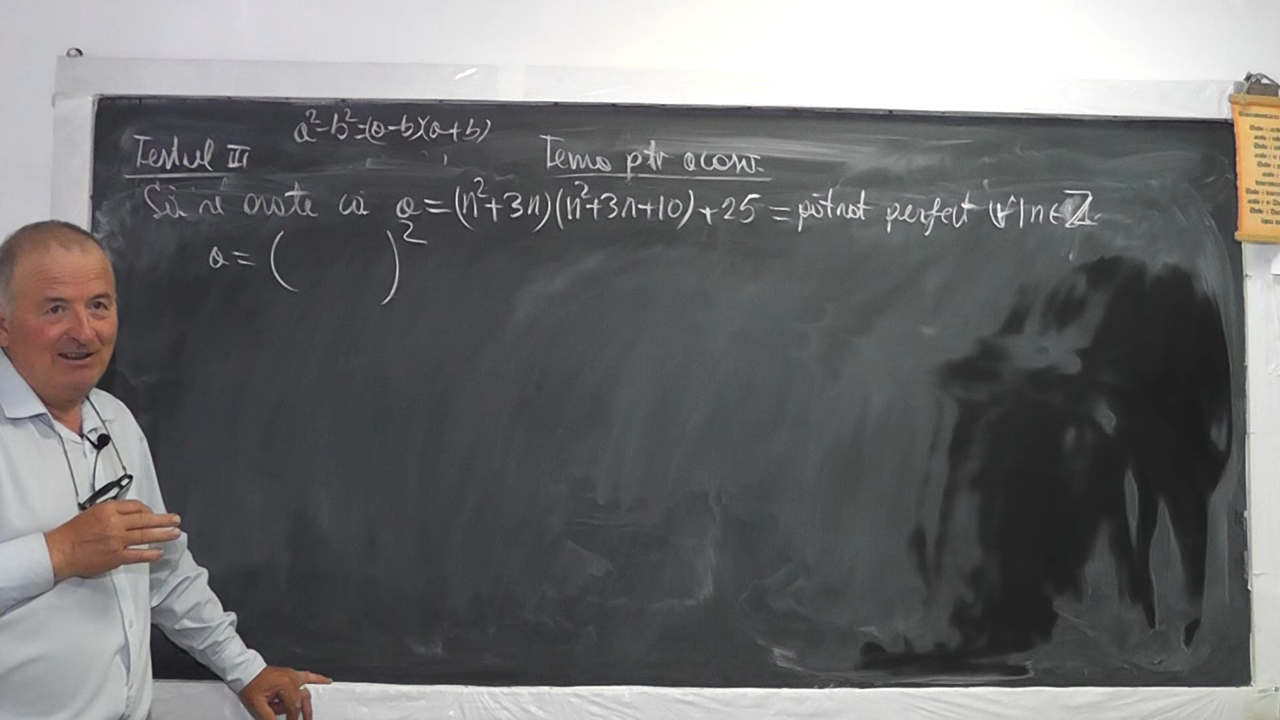 a²-b²=(a-b)(a+b)
Testul III
Tema ptr acasă.
Să se arate că a=(n²+3n)(n²+3n+10)+25=pătrat perfect (∀)n∈ℤ.
a=( )²